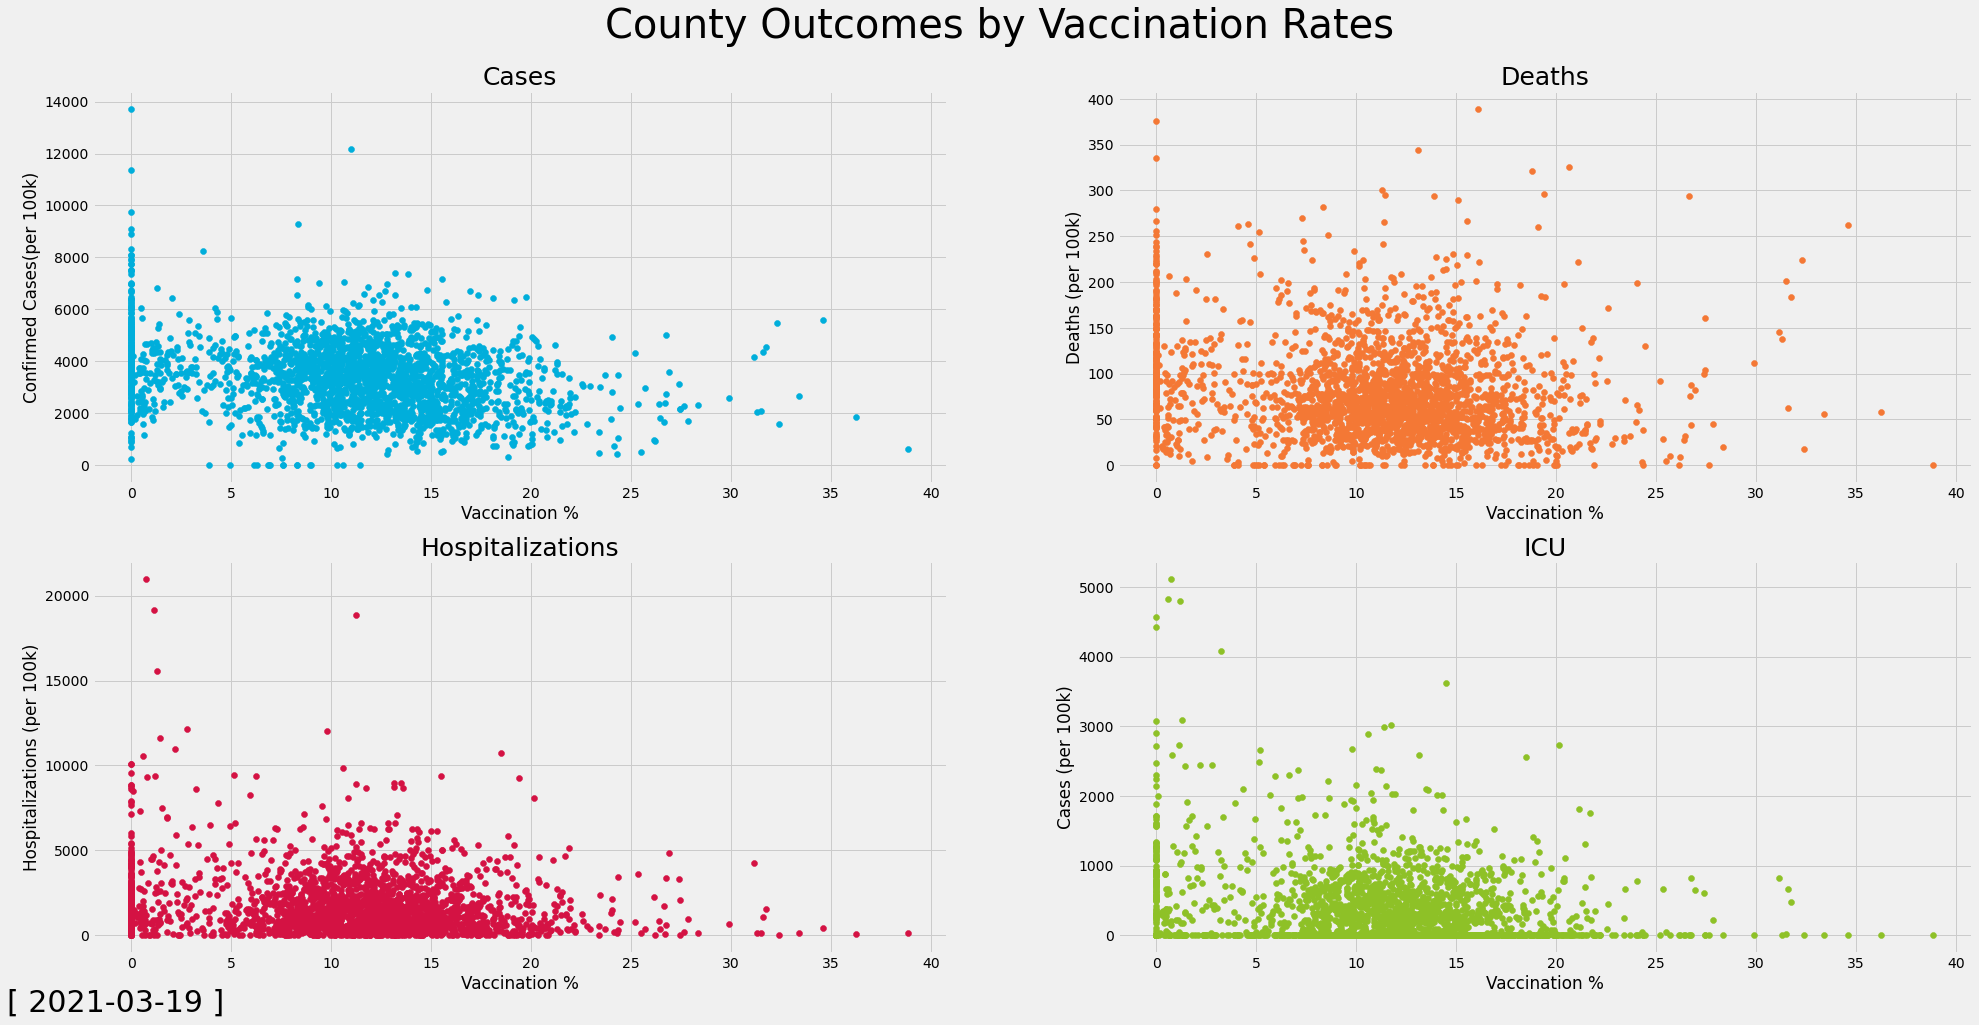 County Outcomes by Vaccination Rates
Cases
Confirmed Cases(per 100k)
14000
12000
10000
8000
6000
4000
2000
0
0 5 10 15 20 25 30 35 40
Vaccination %
Deaths
Deaths (per 100k)
400
350
300
250
200
150
100
50
0
0 5 10 15 20 25 30 35 40
Vaccination %
Hospitalizations
Hospitalizations (per 100k)
20000
15000
10000
5000
0
0 5 10 15 20 25 30 35 40
Vaccination %
ICU
Cases (per 100k)
5000
4000
3000
2000
1000
0
0 5 10 15 20 25 30 35 40
Vaccination %
[ 2021-03-19 ]